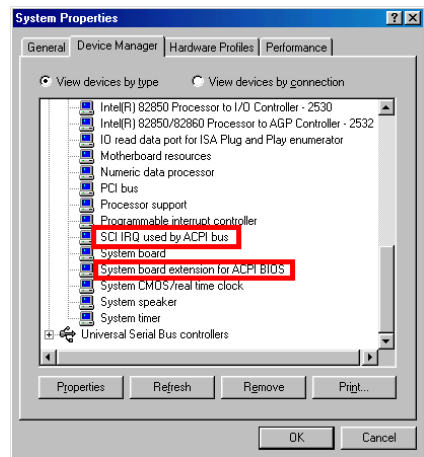 System Properties
General Device Manager Hardware Profiles Performance
View devices by type View devices by connection
Intel(R) 82850 Processor to I/O Controller - 2530
Intel(R) 82850/82860 Processor to AGP Controller - 2532
IO read data port for ISA Plug and Play enumerator
Motherboard resources
Numeric data processor
PCI bus
Processor support
Programmable interrupt controller
SCI IRQ used by ACPI bus
System board
System board extension for ACPI BIOS
System CMOS/real time clock
System speaker
System timer
Universal Serial Bus controllers
Properties Refresh Remove Print...
OK Cancel